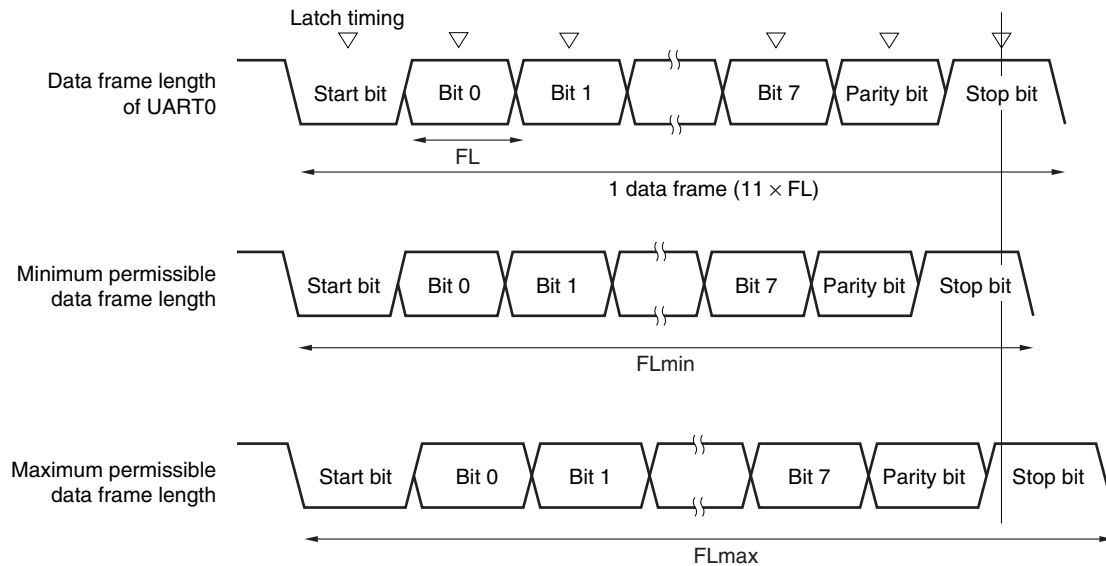 Latch timing
Data frame length
of UART0
Start bit
Bit 0
Bit 1
Bit 7
Parity bit
Stop bit
FL
1 data frame (11 × FL)
Minimum permissible
data frame length
Start bit
Bit 0
Bit 1
Bit 7
Parity bit
Stop bit
FLmin
Maximum permissible
data frame length
Start bit
Bit 0
Bit 1
Bit 7
Parity bit
Stop bit
FLmax